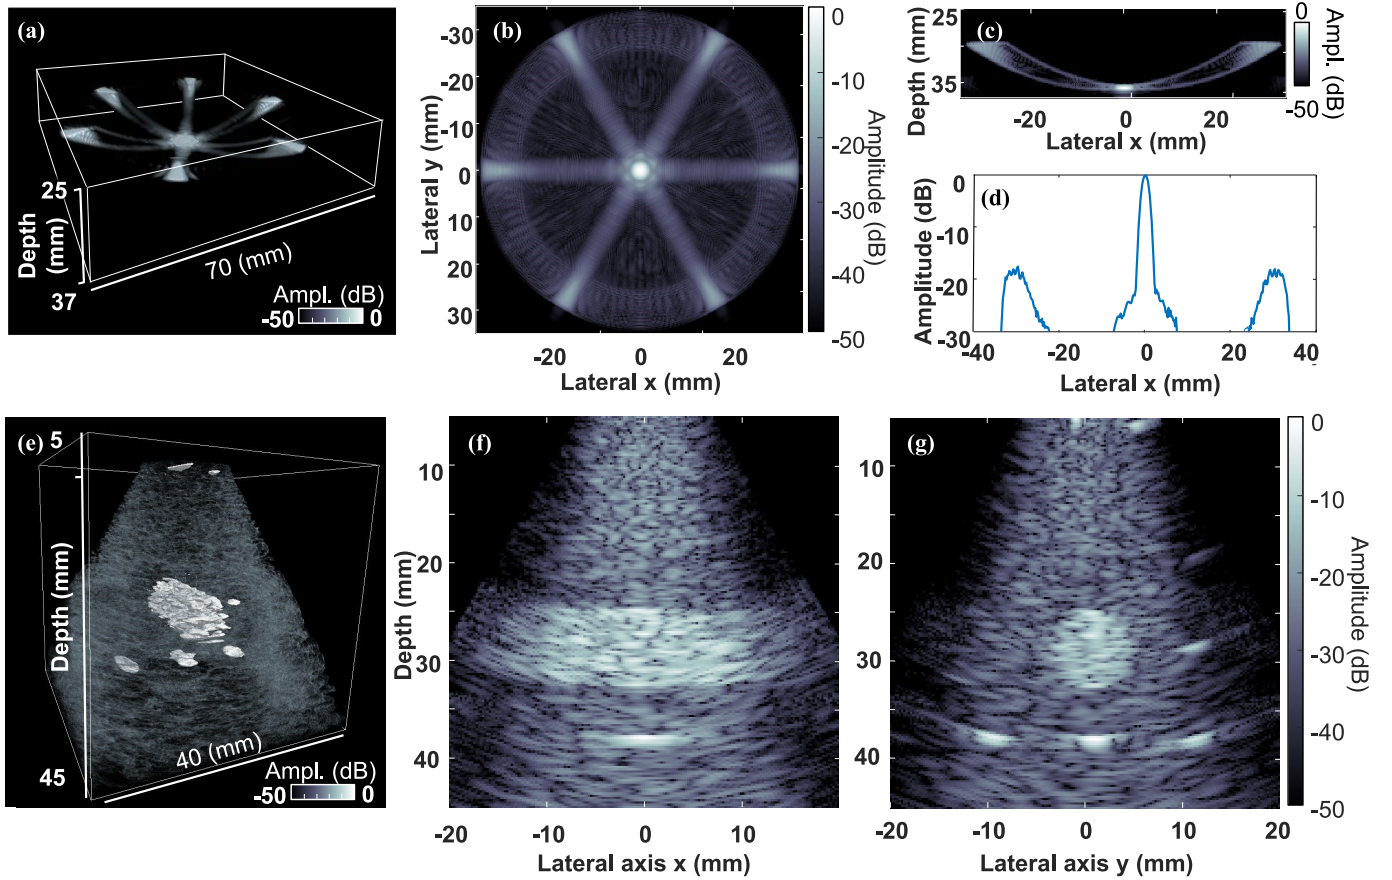 (a)
25
Depth
(mm)
37
70 (mm)
Ampl. (dB)
-50 0
(b)
-30
-20
-10
0
10
20
30
Lateral y (mm)
-20 0 20
Lateral x (mm)
0
-10
-20
-30
-40
-50
Amplitude (dB)
(c)
25
35
Depth (mm)
-20 0 20
Lateral x (mm)
0
-50
Ampl. (dB)
(d)
0
-10
-20
-30
Amplitude (dB)
-40 -20 0 20 40
Lateral x (mm)
(e)
5
Depth (mm)
45
40 (mm)
Ampl. (dB)
-50 0
(f)
10
20
30
40
Depth (mm)
-20 -10 0 10
Lateral axis x (mm)
(g)
10
20
30
40
-20 -10 0 10 20
Lateral axis y (mm)
0
-10
-20
-30
-40
-50
Amplitude (dB)